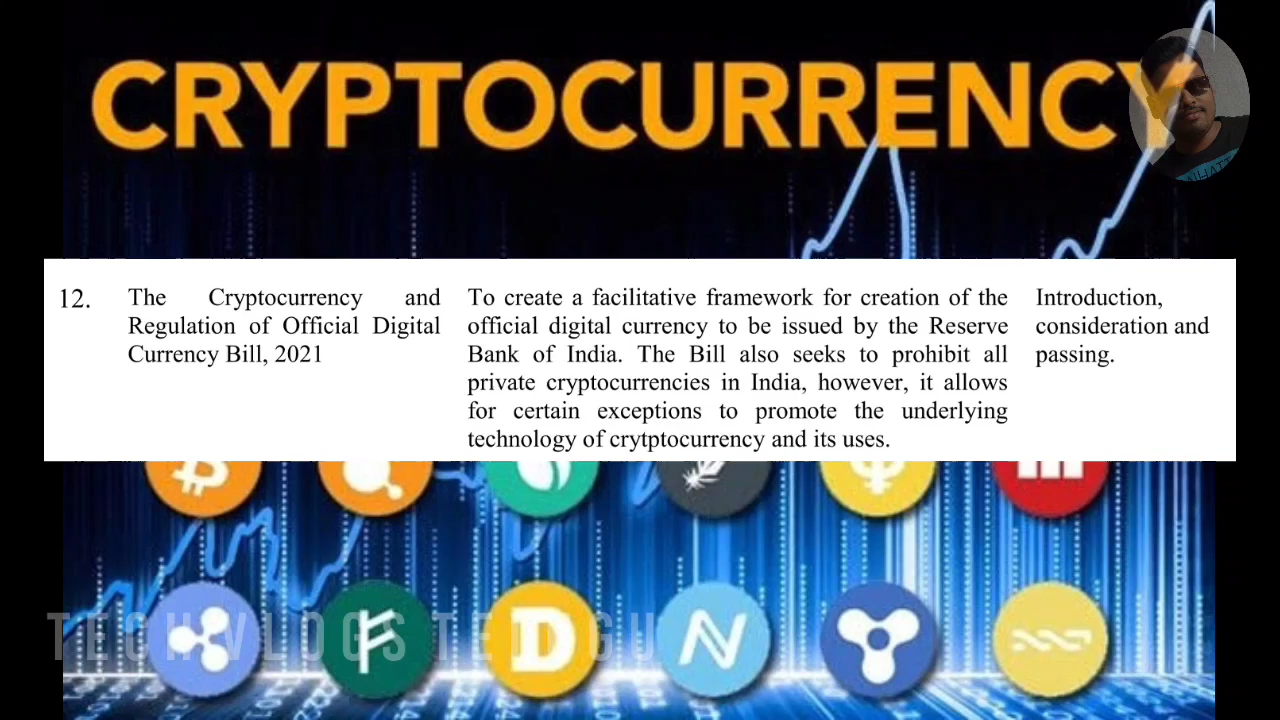 CRYPTOCURRENCY
12.
The Cryptocurrency and
Regulation of Official Digital
Currency Bill, 2021
To create a facilitative framework for creation of the
official digital currency to be issued by the Reserve
Bank of India. The Bill also seeks to prohibit all
private cryptocurrencies in India, however, it allows
for certain exceptions to promote the underlying
technology of crytptocurrency and its uses.
Introduction,
consideration and
passing.
TECH VLOGS TELUGU